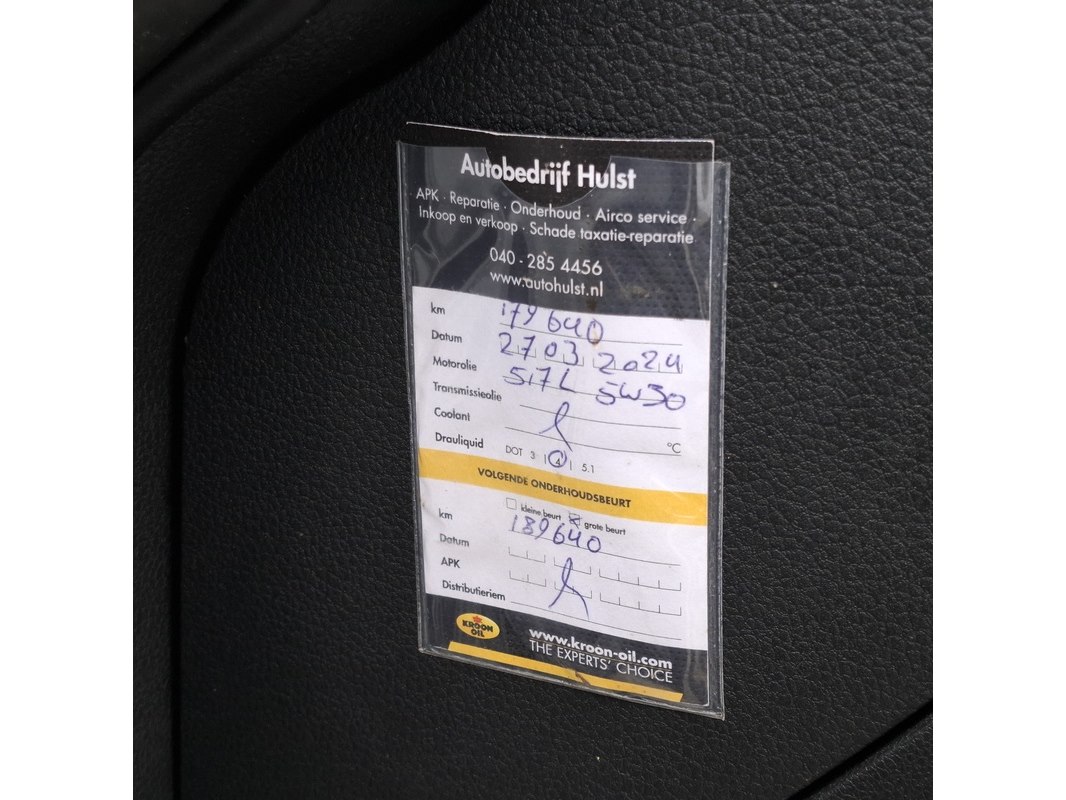 Autobedrijf Hulst
APK · Reparatie · Onderhoud · Airco service ·
Inkoop en verkoop · Schade taxatie-reparatie
040 - 285 4456
www.autohulst.nl
km 179640
Datum 27 03 2024
Motorolie 5,7L 5W30
Transmissieolie
Coolant °C
Drauliquid DOT 3 | 4 | 5.1
VOLGENDE ONDERHOUDSBEURT
kleine beurt grote beurt
km 189640
Datum
APK
Distributieriem
KROON OIL
www.kroon-oil.com
THE EXPERTS' CHOICE